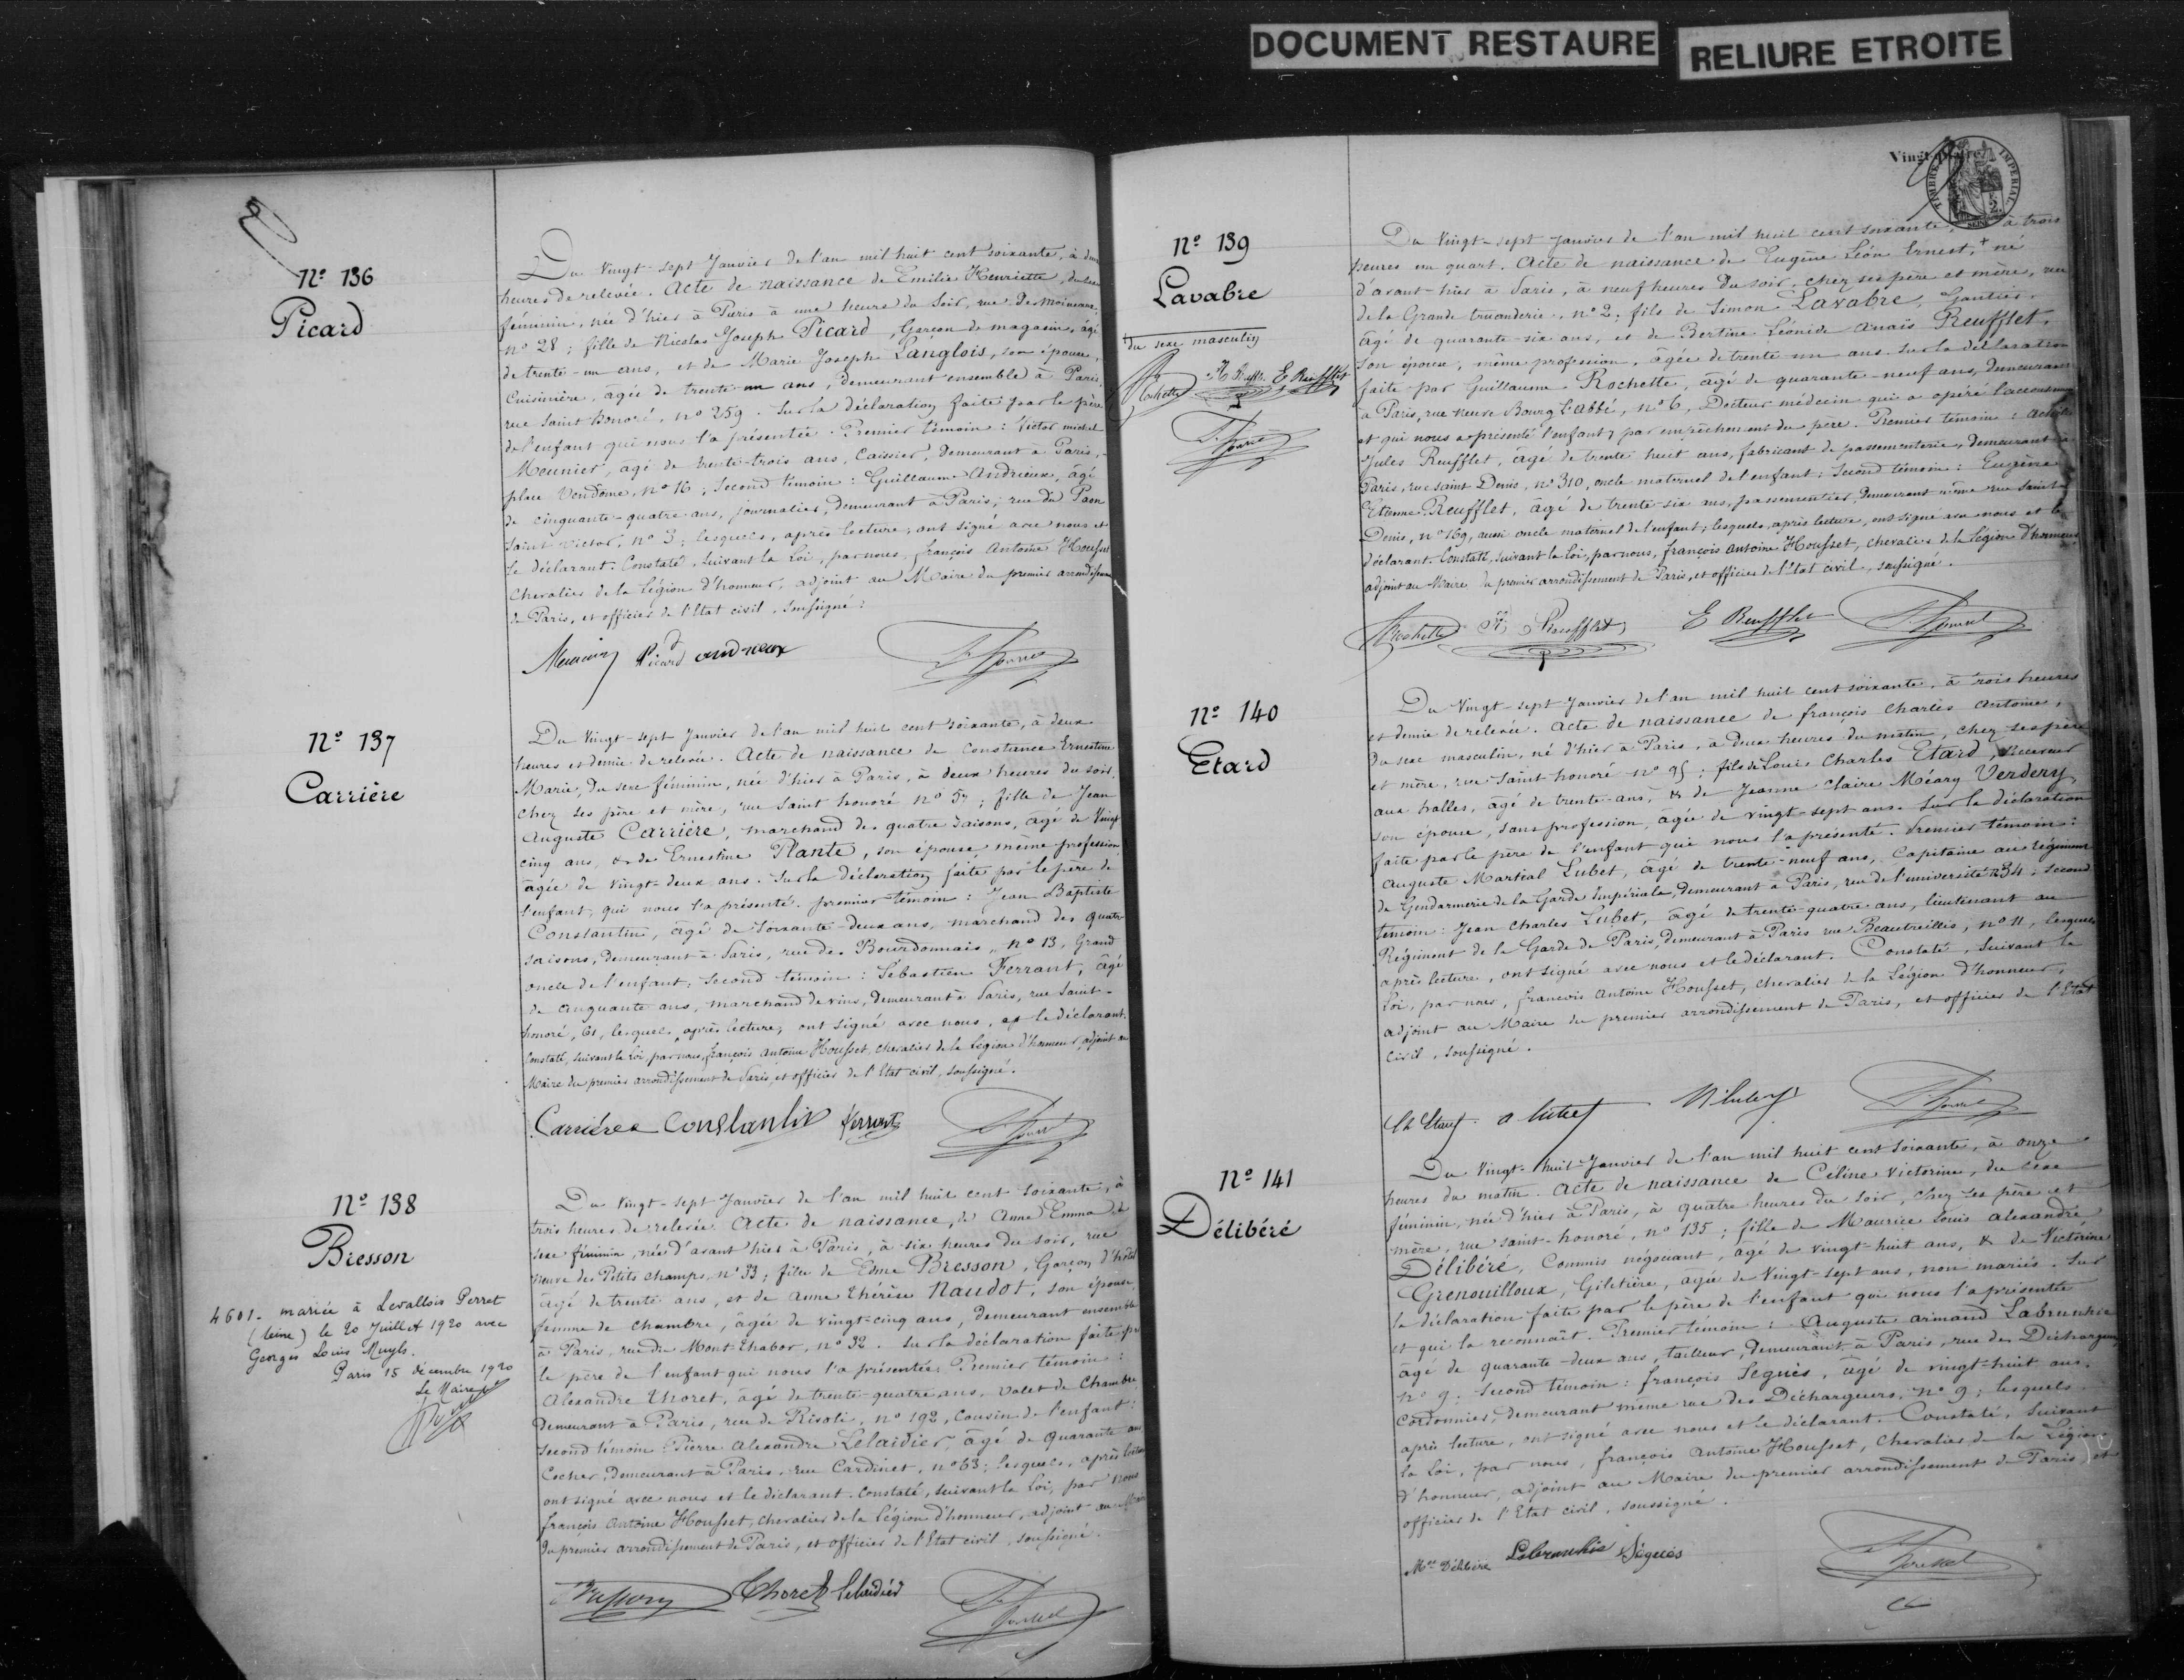 DOCUMENT RESTAURE
RELIURE ETROITE
Nº 136
Picard
Du Vingt-sept Janvier de l'an mil huit cent soixante, à deux
heures de relevée. Acte de naissance de Emilie Henriette, du sexe
féminin, née d'hier à Paris à une heure du soir, rue des Moineaux,
nº 28; fille de Nicolas Joseph Picard, Garçon de magasin, âgé
de trente-un ans, et de Marie Joseph Langlois, son épouse,
Cuisinière, âgée de trente-un ans, demeurant ensemble à Paris,
rue Saint honoré, nº 259. Sur la déclaration faite par le père
de l'enfant qui nous l'a présentée. Premier témoin: Victor michel
Meunier, âgé de trente-trois ans, Caissier, demeurant à Paris,
place Vendôme, nº 16; second témoin: Guillaume Andrieux, âgé
de cinquante-quatre ans, journalier, demeurant à Paris, rue du Paon
Saint victor, nº 3; lesquels, après lecture, ont signé avec nous et
le déclarant. Constaté, suivant la loi, par nous, françois Antoine Housset
Chevalier de la Légion d'honneur, adjoint au Maire du premier arrondissement
de Paris, et officier de l'Etat civil, soussigné.
Meunier Picard andrieux
Nº 137
Carrière
Du Vingt-sept Janvier de l'an mil huit cent soixante, à deux
heures et demie de relevée. Acte de naissance de Constance Ernestine
Marie, du sexe féminin, née d'hier à Paris, à deux heures du soir,
chez ses père et mère, rue Saint honoré nº 57; fille de Jean
Auguste Carrière, marchand des quatre saisons, âgé de Vingt
cinq ans, & de Ernestine Plante, son épouse même profession
âgée de vingt-deux ans. Sur la déclaration faite par le père de
l'enfant, qui nous l'a présenté. premier témoin: Jean Baptiste
Constantin, âgé de Soixante-deux ans, marchand des quatre
saisons, demeurant à Paris, rue des Bourdonnais, nº 13, Grand
oncle de l'enfant; second témoin: Sébastien Ferrant, âgé
de cinquante ans, marchand de vins, demeurant à Paris, rue Saint-
honoré, 61, lesquels, après lecture, ont signé avec nous, et le déclarant.
Constaté, suivant la loi, par nous, françois antoine Housset, chevalier de la Légion d'honneur, adjoint au
Maire du premier arrondissement de Paris, et officier de l'Etat civil, soussigné.
Carrière Constantin ferrant
Nº 138
Bresson
4601. mariée à Levallois Perret
(Seine) le 20 Juillet 1920 avec
Georges Louis Muyls.
Paris 15 décembre 1920
Le Maire
Du Vingt-sept Janvier de l'an mil huit cent soixante, à
trois heures de relevée. Acte de naissance, de Anne Emma du
sexe féminin, née d'avant hier à Paris, à six heures du soir, rue
Neuve des Petits champs, nº 33; fille de Edme Bresson, Garçon d'hôtel
âgé de trente ans, et de Anne thérèse Naudot, son épouse
femme de chambre, âgée de vingt-cinq ans, demeurant ensemble
à Paris, rue du Mont-thabor, nº 32. Sur la déclaration faite par
le père de l'enfant qui nous l'a présentée. Premier témoin:
Alexandre thoret, âgé de trente-quatre ans, valet de chambre
demeurant à Paris, rue de Rivoli, nº 192, Cousin de l'enfant;
second témoin Pierre Alexandre Lelaidier, âgé de quarante ans
Cocher, demeurant à Paris, rue Cardinet, nº 63; lesquels, après lecture
ont signé avec nous et le déclarant. Constaté, suivant la loi, par nous
françois Antoine Housset, chevalier de la légion d'honneur, adjoint au Maire
du premier arrondissement de Paris, et officier de l'Etat civil, soussigné.
Bresson Thoret lelaidier
Vingt-quatre
TIMBRE IMPERIAL
Nº 139
Lavabre
+ du sexe masculin
Rochette E Reufflet
Du Vingt-sept janvier de l'an mil huit cent soixante, à trois
heures un quart. Acte de naissance de Eugène Léon Ernest,+ né
d'avant-hier à Paris, à neuf heures du soir, chez ses père et mère, rue
de la Grande truanderie, nº 2; fils de Simon Lavabre, Gantier,
âgé de quarante-six ans, et de Bertine Léonide Anaïs Reufflet,
son épouse, même profession, âgée de trente un ans. Sur la déclaration
faite par Guillaume Rochette, âgé de quarante-neuf ans, demeurant
à Paris, rue Neuve Bourg l'Abbé, nº 6, Docteur médecin qui a opéré l'accouchement
et qui nous a présenté l'enfant, par empêchement du père. Premier témoin: Achille
Jules Reufflet, âgé de trente huit ans, fabricant de passementerie, demeurant à
Paris, rue saint Denis, nº 310, oncle maternel de l'enfant; second témoin: Eugène
Etienne Reufflet, âgé de trente-six ans, passementier, demeurant même rue Saint
Denis, nº 169, aussi oncle maternel de l'enfant; lesquels, après lecture, ont signé avec nous et le
déclarant. Constaté, suivant la loi, par nous, françois antoine Housset, chevalier de la légion d'honneur
adjoint au Maire du premier arrondissement de Paris, et officier de l'Etat civil, soussigné.
Rochette Reufflet E Reufflet
Nº 140
Etard
Du Vingt-sept Janvier de l'an mil huit cent soixante, à trois heures
et demie de relevée. Acte de naissance de françois Charles Antoine,
du sexe masculin, né d'hier à Paris, à deux heures du matin, chez ses père
et mère, rue Saint-honoré nº 95; fils de Louis Charles Etard, Receveur
aux halles, âgé de trente-ans, & de Jeanne Claire Méary Verdery
son épouse, sans profession, âgée de vingt-sept ans. Sur la déclaration
faite par le père de l'enfant qui nous l'a présenté. Premier témoin:
Auguste Martial Lubet, âgé de trente-neuf ans, Capitaine au régiment
de Gendarmerie de la Garde Impériale, demeurant à Paris, rue de l'université 134; second
témoin: Jean Charles Lubet, âgé de trente-quatre ans, lieutenant au
Régiment de la Garde de Paris, demeurant à Paris rue Beautreillis, nº 11, lesquels
après lecture, ont signé avec nous et le déclarant. Constaté, suivant la
loi, par nous, françois Antoine Housset, chevalier de la Légion d'honneur,
adjoint au Maire du premier arrondissement de Paris, et officier de l'Etat
civil, soussigné.
Ch Etard a lubet
Nº 141
Délibéré
Du Vingt-huit Janvier de l'an mil huit cent soixante, à onze
heures du matin. Acte de naissance de Céline Victorine, du sexe
féminin, née d'hier à Paris, à quatre heures du soir, chez ses père et
mère, rue saint-honoré, nº 135; fille de Maurice Louis Alexandre
Délibéré, Commis négociant, âgé de vingt-huit ans, & de Victorine
Grenouilloux, Giletière, âgée de Vingt-sept ans, non mariés. Sur
la déclaration faite par le père de l'enfant qui nous l'a présentée
et qui la reconnaît. Premier témoin: Auguste armand Labrunhie
âgé de quarante-deux ans, tailleur, demeurant à Paris, rue des Déchargeurs
nº 9. Second témoin: françois Séguès, âgé de vingt-huit ans,
Cordonnier, demeurant même rue des Déchargeurs, nº 9; lesquels
après lecture, ont signé avec nous et le déclarant. Constaté, suivant
la loi, par nous, françois Antoine Housset, Chevalier de la Légion
d'honneur, adjoint au Maire du premier arrondissement de Paris, et
officier de l'Etat civil, soussigné.
Mce Délibéré Labrunhie Séguès